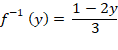 f⁻¹ (y) = (1 − 2y)/3